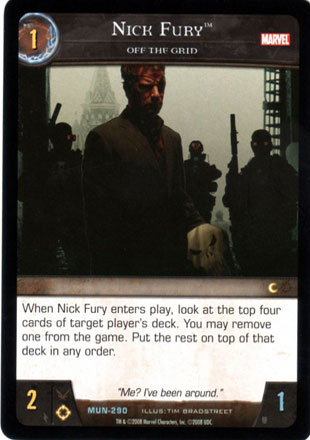 1
NICK FURY™
OFF THE GRID
MARVEL
When Nick Fury enters play, look at the top four
cards of target player's deck. You may remove
one from the game. Put the rest on top of
that deck in any order.
"Me? I've been around."
2
MUN-290 ILLUS: TIM BRADSTREET
1
TM & ©2008 Marvel Characters, Inc. ©2008 UDC.